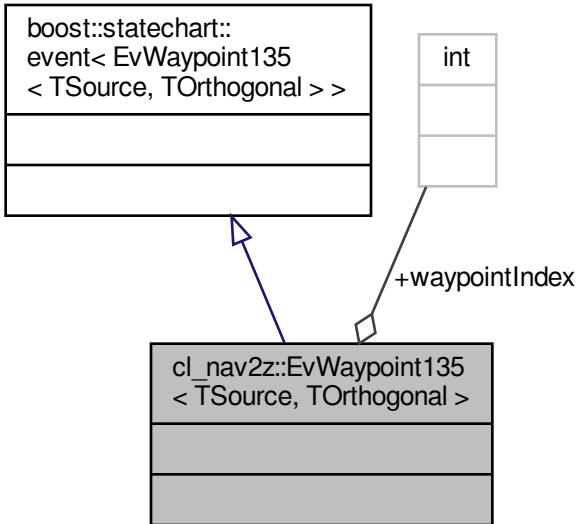 boost::statechart::
event< EvWaypoint135
< TSource, TOrthogonal > >
int
+waypointIndex
cl_nav2z::EvWaypoint135
< TSource, TOrthogonal >